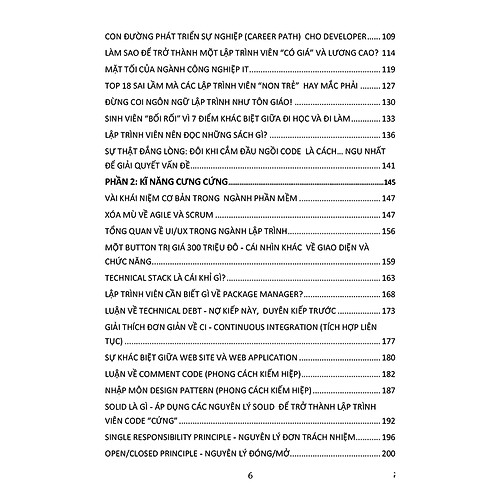 CON ĐƯỜNG PHÁT TRIỂN SỰ NGHIỆP (CAREER PATH) CHO DEVELOPER...... 109
LÀM SAO ĐỂ TRỞ THÀNH MỘT LẬP TRÌNH VIÊN “CÓ GIÁ” VÀ LƯƠNG CAO? 114
MẶT TỐI CỦA NGÀNH CÔNG NGHIỆP IT........................................ 119
TOP 18 SAI LẦM MÀ CÁC LẬP TRÌNH VIÊN “NON TRẺ” HAY MẮC PHẢI ........ 127
ĐỪNG COI NGÔN NGỮ LẬP TRÌNH NHƯ TÔN GIÁO! ........................ 130
SINH VIÊN “BỐI RỐI” VÌ 7 ĐIỂM KHÁC BIỆT GIỮA ĐI HỌC VÀ ĐI LÀM......... 133
LẬP TRÌNH VIÊN NÊN ĐỌC NHỮNG SÁCH GÌ?................................ 136
SỰ THẬT ĐẮNG LÒNG: ĐÔI KHI CẮM ĐẦU NGỒI CODE LÀ CÁCH... NGU NHẤT
ĐỂ GIẢI QUYẾT VẤN ĐỀ.................................................. 141
PHẦN 2: KĨ NĂNG CƯNG CỨNG............................................. 145
VÀI KHÁI NIỆM CƠ BẢN TRONG NGÀNH PHẦN MỀM ........................ 147
XÓA MÙ VỀ AGILE VÀ SCRUM .............................................. 147
TỔNG QUAN VỀ UI/UX TRONG NGÀNH LẬP TRÌNH............................ 156
MỘT BUTTON TRỊ GIÁ 300 TRIỆU ĐÔ - CÁI NHÌN KHÁC VỀ GIAO DIỆN VÀ
CHỨC NĂNG............................................................ 159
TECHNICAL STACK LÀ CÁI KHỈ GÌ?......................................... 163
LẬP TRÌNH VIÊN CẦN BIẾT GÌ VỀ PACKAGE MANAGER?...................... 168
LUẬN VỀ TECHNICAL DEBT - NỢ KIẾP NÀY, DUYÊN KIẾP TRƯỚC ............. 173
GIẢI THÍCH ĐƠN GIẢN VỀ CI - CONTINUOUS INTEGRATION (TÍCH HỢP LIÊN
TỤC) ................................................................... 177
SỰ KHÁC BIỆT GIỮA WEB SITE VÀ WEB APPLICATION ....................... 180
LUẬN VỀ COMMENT CODE (PHONG CÁCH KIẾM HIỆP)..................... 182
NHẬP MÔN DESIGN PATTERN (PHONG CÁCH KIẾM HIỆP) .................. 187
SOLID LÀ GÌ - ÁP DỤNG CÁC NGUYÊN LÝ SOLID ĐỂ TRỞ THÀNH LẬP TRÌNH
VIÊN CODE “CỨNG” ..................................................... 192
SINGLE RESPONSIBILITY PRINCIPLE - NGUYÊN LÝ ĐƠN TRÁCH NHIỆM........... 196
OPEN/CLOSED PRINCIPLE - NGUYÊN LÝ ĐÓNG/MỞ.......................... 200
6